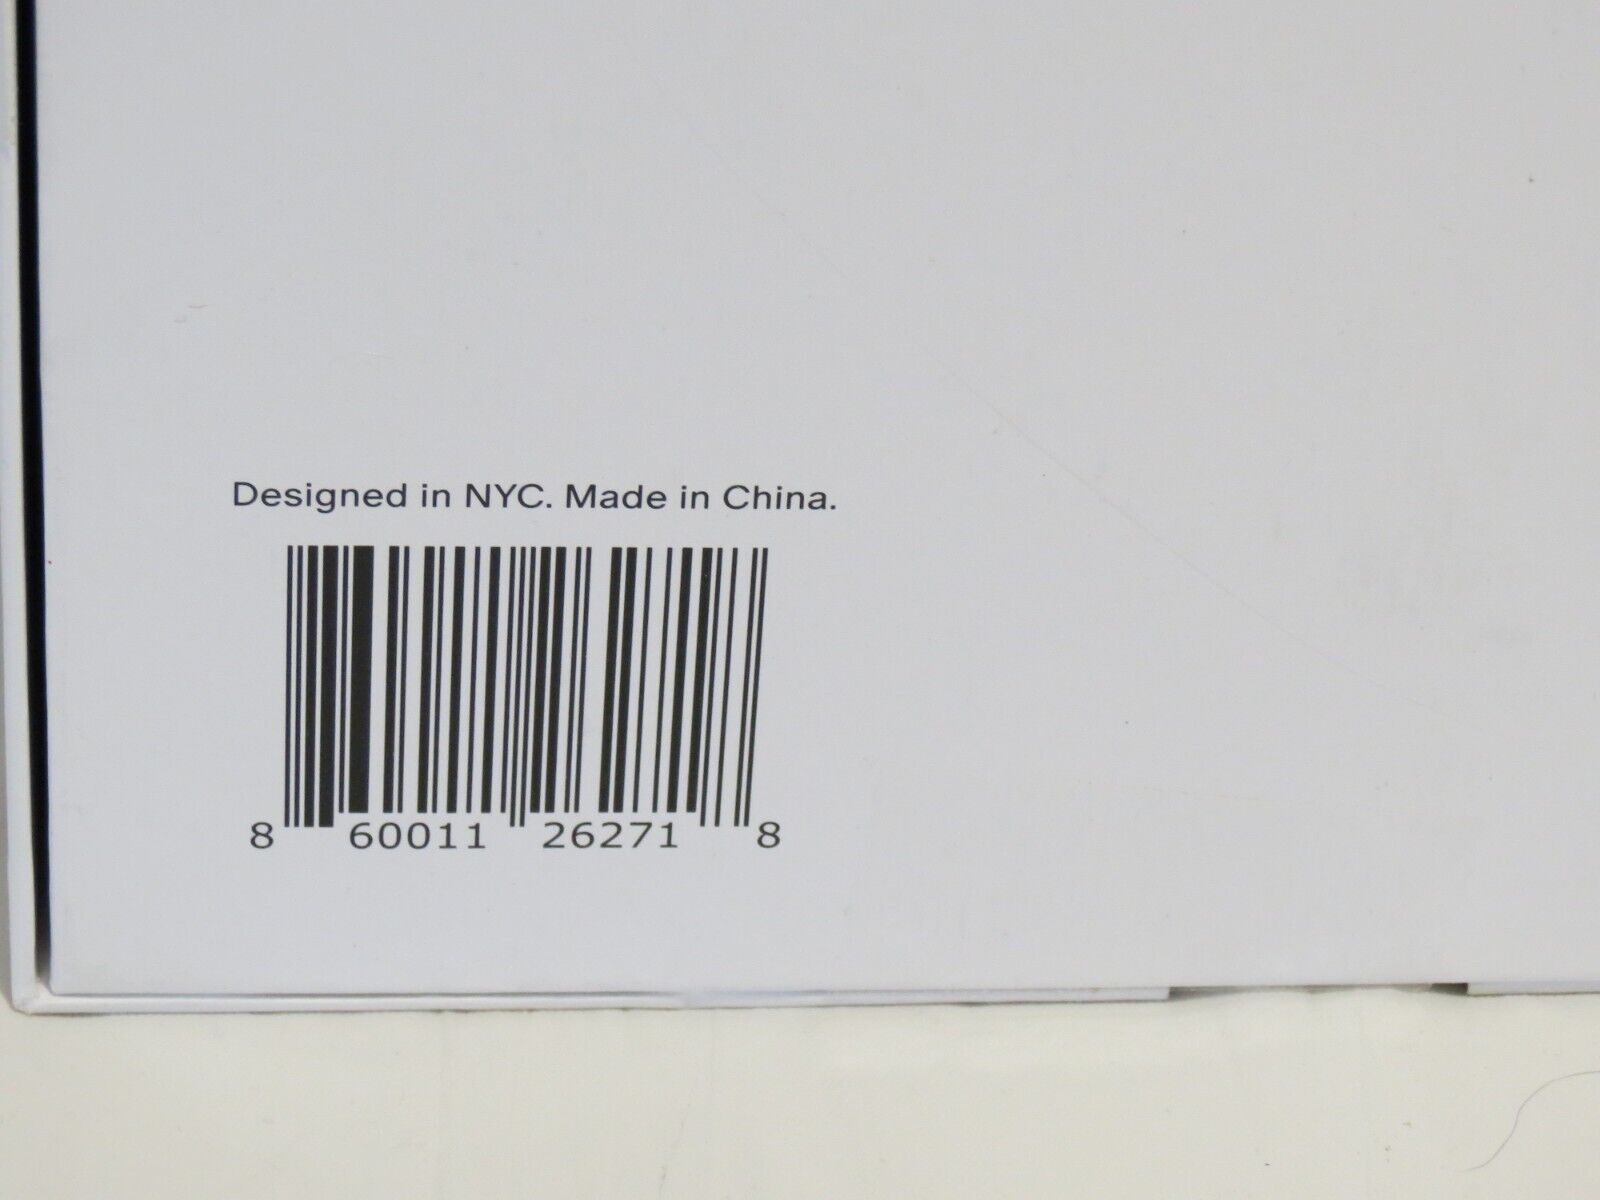 Designed in NYC. Made in China.
8 60011 26271 8